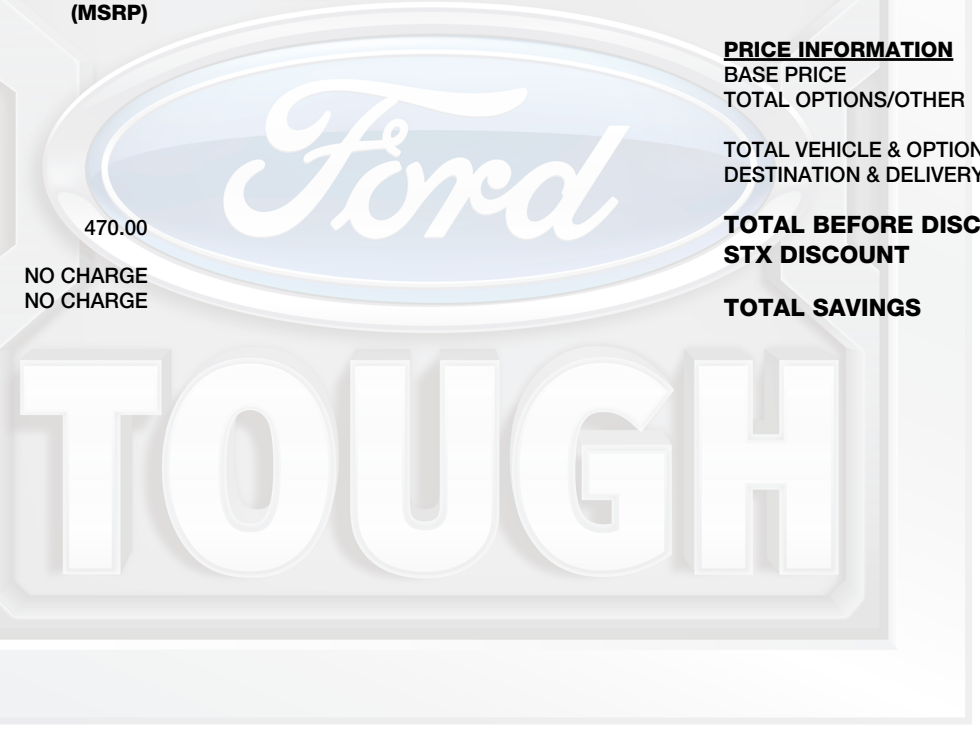 (MSRP)
470.00
NO CHARGE
NO CHARGE
PRICE INFORMATION
BASE PRICE
TOTAL OPTIONS/OTHER
TOTAL VEHICLE & OPTION
DESTINATION & DELIVERY
TOTAL BEFORE DISC
STX DISCOUNT
TOTAL SAVINGS
Ford
TOUGH